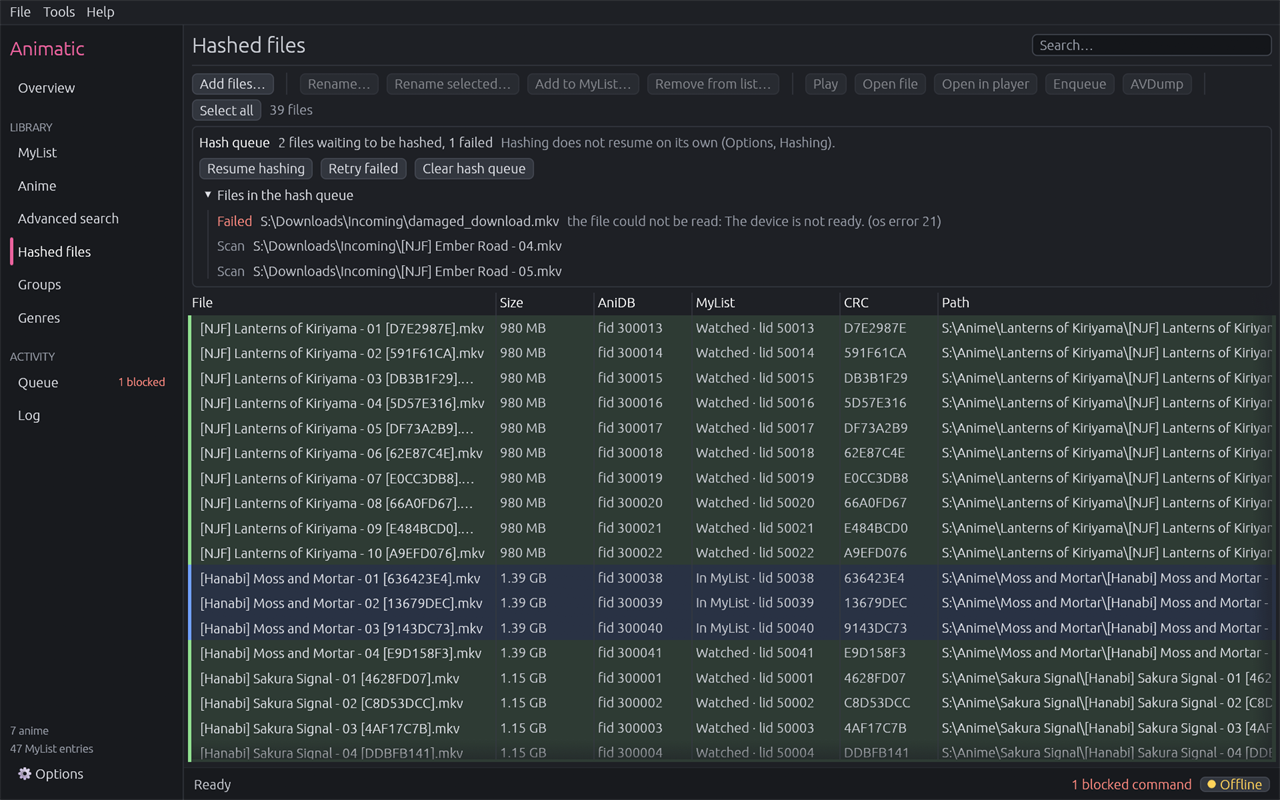 File Tools Help
Animatic
Overview
LIBRARY
MyList
Anime
Advanced search
Hashed files
Groups
Genres
ACTIVITY
Queue 1 blocked
Log
7 anime
47 MyList entries
Options
Hashed files
Search...
Add files... Rename... Rename selected... Add to MyList... Remove from list... Play Open file Open in player Enqueue AVDump
Select all 39 files
Hash queue 2 files waiting to be hashed, 1 failed Hashing does not resume on its own (Options, Hashing).
Resume hashing Retry failed Clear hash queue
Files in the hash queue
Failed S:\Downloads\Incoming\damaged_download.mkv the file could not be read: The device is not ready. (os error 21)
Scan S:\Downloads\Incoming\[NJF] Ember Road - 04.mkv
Scan S:\Downloads\Incoming\[NJF] Ember Road - 05.mkv
File Size AniDB MyList CRC Path
[NJF] Lanterns of Kiriyama - 01 [D7E2987E].mkv 980 MB fid 300013 Watched · lid 50013 D7E2987E S:\Anime\Lanterns of Kiriyama\[NJF] Lanterns of Kiriyar
[NJF] Lanterns of Kiriyama - 02 [591F61CA].mkv 980 MB fid 300014 Watched · lid 50014 591F61CA S:\Anime\Lanterns of Kiriyama\[NJF] Lanterns of Kiriyar
[NJF] Lanterns of Kiriyama - 03 [DB3B1F29].... 980 MB fid 300015 Watched · lid 50015 DB3B1F29 S:\Anime\Lanterns of Kiriyama\[NJF] Lanterns of Kiriyar
[NJF] Lanterns of Kiriyama - 04 [5D57E316].mkv 980 MB fid 300016 Watched · lid 50016 5D57E316 S:\Anime\Lanterns of Kiriyama\[NJF] Lanterns of Kiriyar
[NJF] Lanterns of Kiriyama - 05 [DF73A2B9].... 980 MB fid 300017 Watched · lid 50017 DF73A2B9 S:\Anime\Lanterns of Kiriyama\[NJF] Lanterns of Kiriyar
[NJF] Lanterns of Kiriyama - 06 [62E87C4E].mkv 980 MB fid 300018 Watched · lid 50018 62E87C4E S:\Anime\Lanterns of Kiriyama\[NJF] Lanterns of Kiriyar
[NJF] Lanterns of Kiriyama - 07 [E0CC3DB8].... 980 MB fid 300019 Watched · lid 50019 E0CC3DB8 S:\Anime\Lanterns of Kiriyama\[NJF] Lanterns of Kiriyar
[NJF] Lanterns of Kiriyama - 08 [66A0FD67].... 980 MB fid 300020 Watched · lid 50020 66A0FD67 S:\Anime\Lanterns of Kiriyama\[NJF] Lanterns of Kiriyar
[NJF] Lanterns of Kiriyama - 09 [E484BCD0].... 980 MB fid 300021 Watched · lid 50021 E484BCD0 S:\Anime\Lanterns of Kiriyama\[NJF] Lanterns of Kiriyar
[NJF] Lanterns of Kiriyama - 10 [A9EFD076].mkv 980 MB fid 300022 Watched · lid 50022 A9EFD076 S:\Anime\Lanterns of Kiriyama\[NJF] Lanterns of Kiriyar
[Hanabi] Moss and Mortar - 01 [636423E4].mkv 1.39 GB fid 300038 In MyList · lid 50038 636423E4 S:\Anime\Moss and Mortar\[Hanabi] Moss and Mortar -
[Hanabi] Moss and Mortar - 02 [13679DEC].mkv 1.39 GB fid 300039 In MyList · lid 50039 13679DEC S:\Anime\Moss and Mortar\[Hanabi] Moss and Mortar -
[Hanabi] Moss and Mortar - 03 [9143DC73].mkv 1.39 GB fid 300040 In MyList · lid 50040 9143DC73 S:\Anime\Moss and Mortar\[Hanabi] Moss and Mortar -
[Hanabi] Moss and Mortar - 04 [E9D158F3].mkv 1.39 GB fid 300041 Watched · lid 50041 E9D158F3 S:\Anime\Moss and Mortar\[Hanabi] Moss and Mortar -
[Hanabi] Sakura Signal - 01 [4628FD07].mkv 1.15 GB fid 300001 Watched · lid 50001 4628FD07 S:\Anime\Sakura Signal\[Hanabi] Sakura Signal - 01 [462
[Hanabi] Sakura Signal - 02 [C8D53DCC].mkv 1.15 GB fid 300002 Watched · lid 50002 C8D53DCC S:\Anime\Sakura Signal\[Hanabi] Sakura Signal - 02 [C8D
[Hanabi] Sakura Signal - 03 [4AF17C7B].mkv 1.15 GB fid 300003 Watched · lid 50003 4AF17C7B S:\Anime\Sakura Signal\[Hanabi] Sakura Signal - 03 [4AF
[Hanabi] Sakura Signal - 04 [DDBFB141].mkv 1.15 GB fid 300004 Watched · lid 50004 DDBFB141 S:\Anime\Sakura Signal\[Hanabi] Sakura Signal - 04 [DDB
Ready 1 blocked command Offline